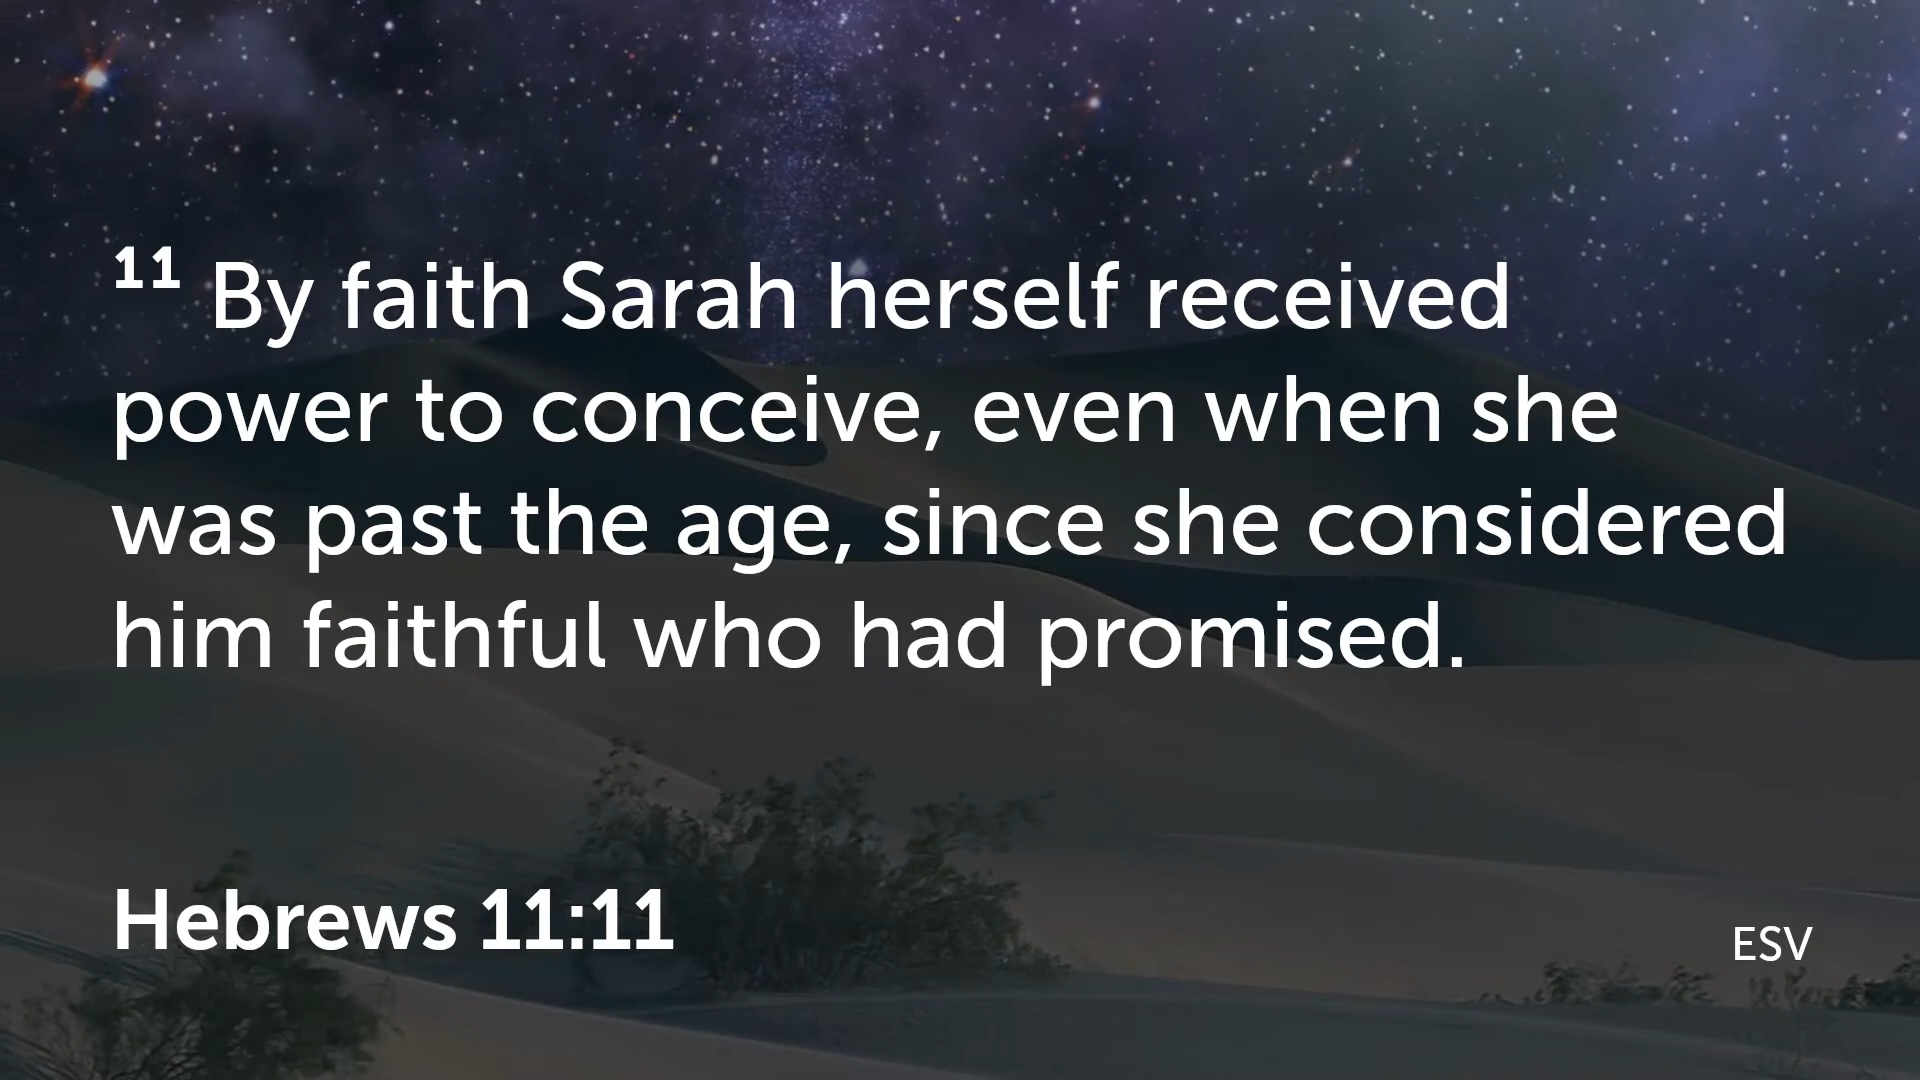 11 By faith Sarah herself received
power to conceive, even when she
was past the age, since she considered
him faithful who had promised.
Hebrews 11:11
ESV